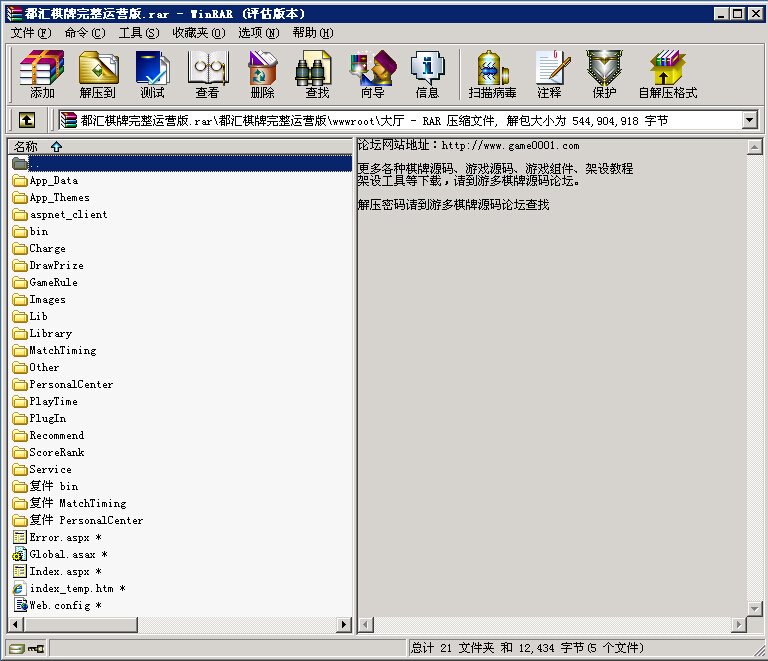 都汇棋牌完整运营版.rar - WinRAR (评估版本)
文件(F) 命令(C) 工具(S) 收藏夹(O) 选项(N) 帮助(H)
添加 解压到 测试 查看 删除 查找 向导 信息 扫描病毒 注释 保护 自解压格式
都汇棋牌完整运营版.rar\都汇棋牌完整运营版\wwwroot\大厅 - RAR 压缩文件, 解包大小为 544,904,918 字节
名称
..
App_Data
App_Themes
aspnet_client
bin
Charge
DrawPrize
GameRule
Images
Lib
Library
MatchTiming
Other
PersonalCenter
PlayTime
PlugIn
Recommend
ScoreRank
Service
复件 bin
复件 MatchTiming
复件 PersonalCenter
Error.aspx *
Global.asax *
Index.aspx *
index_temp.htm *
Web.config *
论坛网站地址：http://www.game0001.com
更多各种棋牌源码、游戏源码、游戏组件、架设教程
架设工具等下载，请到游多棋牌源码论坛。
解压密码请到游多棋牌源码论坛查找
总计 21 文件夹 和 12,434 字节(5 个文件)